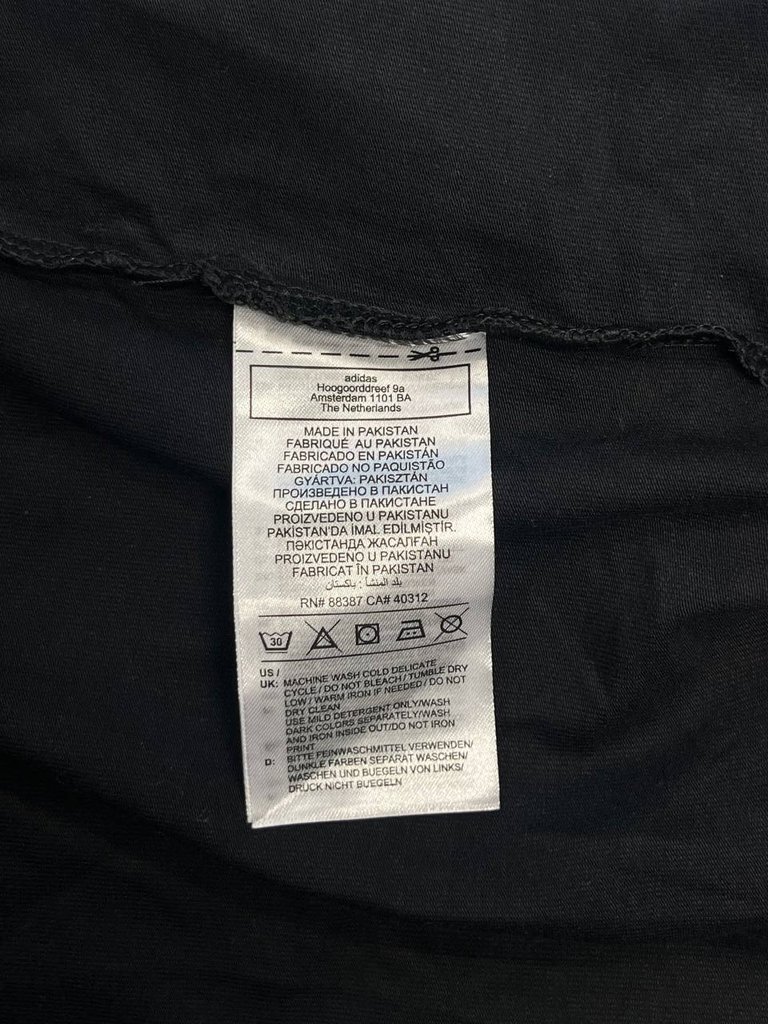 adidas
Hoogoorddreef 9a
Amsterdam 1101 BA
The Netherlands
MADE IN PAKISTAN
FABRIQUÉ AU PAKISTAN
FABRICADO EN PAKISTÁN
FABRICADO NO PAQUISTÃO
GYÁRTVA: PAKISZTÁN
ПРОИЗВЕДЕНО В ПАКИСТАН
СДЕЛАНО В ПАКИСТАНЕ
PROIZVEDENO U PAKISTANU
PAKİSTAN'DA İMAL EDİLMİŞTİR.
ПӘКІСТАНДА ЖАСАЛҒАН
PROIZVEDENO U PAKISTANU
FABRICAT ÎN PAKISTAN
بلد المنشأ : باكستان
RN# 88387 CA# 40312
30
US /
UK: MACHINE WASH COLD DELICATE
CYCLE / DO NOT BLEACH / TUMBLE DRY
LOW / WARM IRON IF NEEDED / DO NOT
DRY CLEAN
USE MILD DETERGENT ONLY/WASH
DARK COLORS SEPARATELY/WASH
AND IRON INSIDE OUT/DO NOT IRON
PRINT
D: BITTE FEINWASCHMITTEL VERWENDEN/
DUNKLE FARBEN SEPARAT WASCHEN/
WASCHEN UND BUEGELN VON LINKS/
DRUCK NICHT BUEGELN